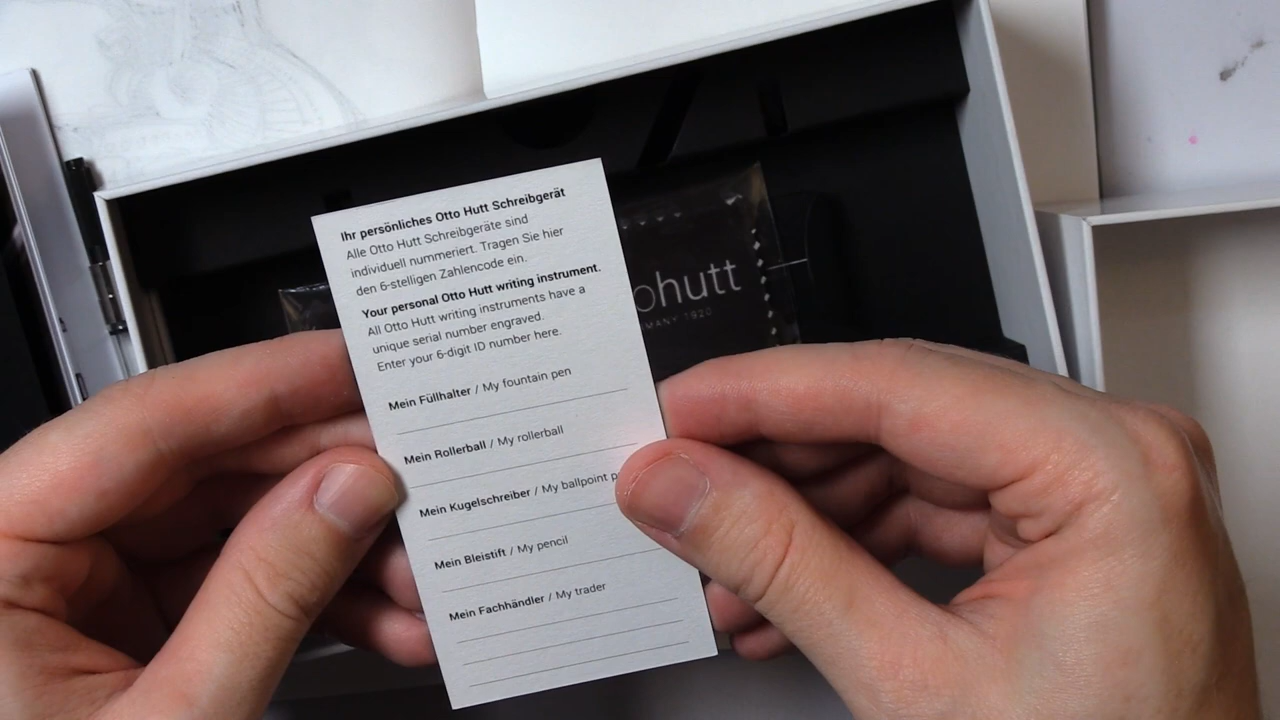 Ihr persönliches Otto Hutt Schreibgerät
Alle Otto Hutt Schreibgeräte sind
individuell nummeriert. Tragen Sie hier
den 6-stelligen Zahlencode ein.
Your personal Otto Hutt writing instrument.
All Otto Hutt writing instruments have a
unique serial number engraved.
Enter your 6-digit ID number here.
Mein Füllhalter / My fountain pen
Mein Rollerball / My rollerball
Mein Kugelschreiber / My ballpoint p
Mein Bleistift / My pencil
Mein Fachhändler / My trader
ohutt
MANY 1920